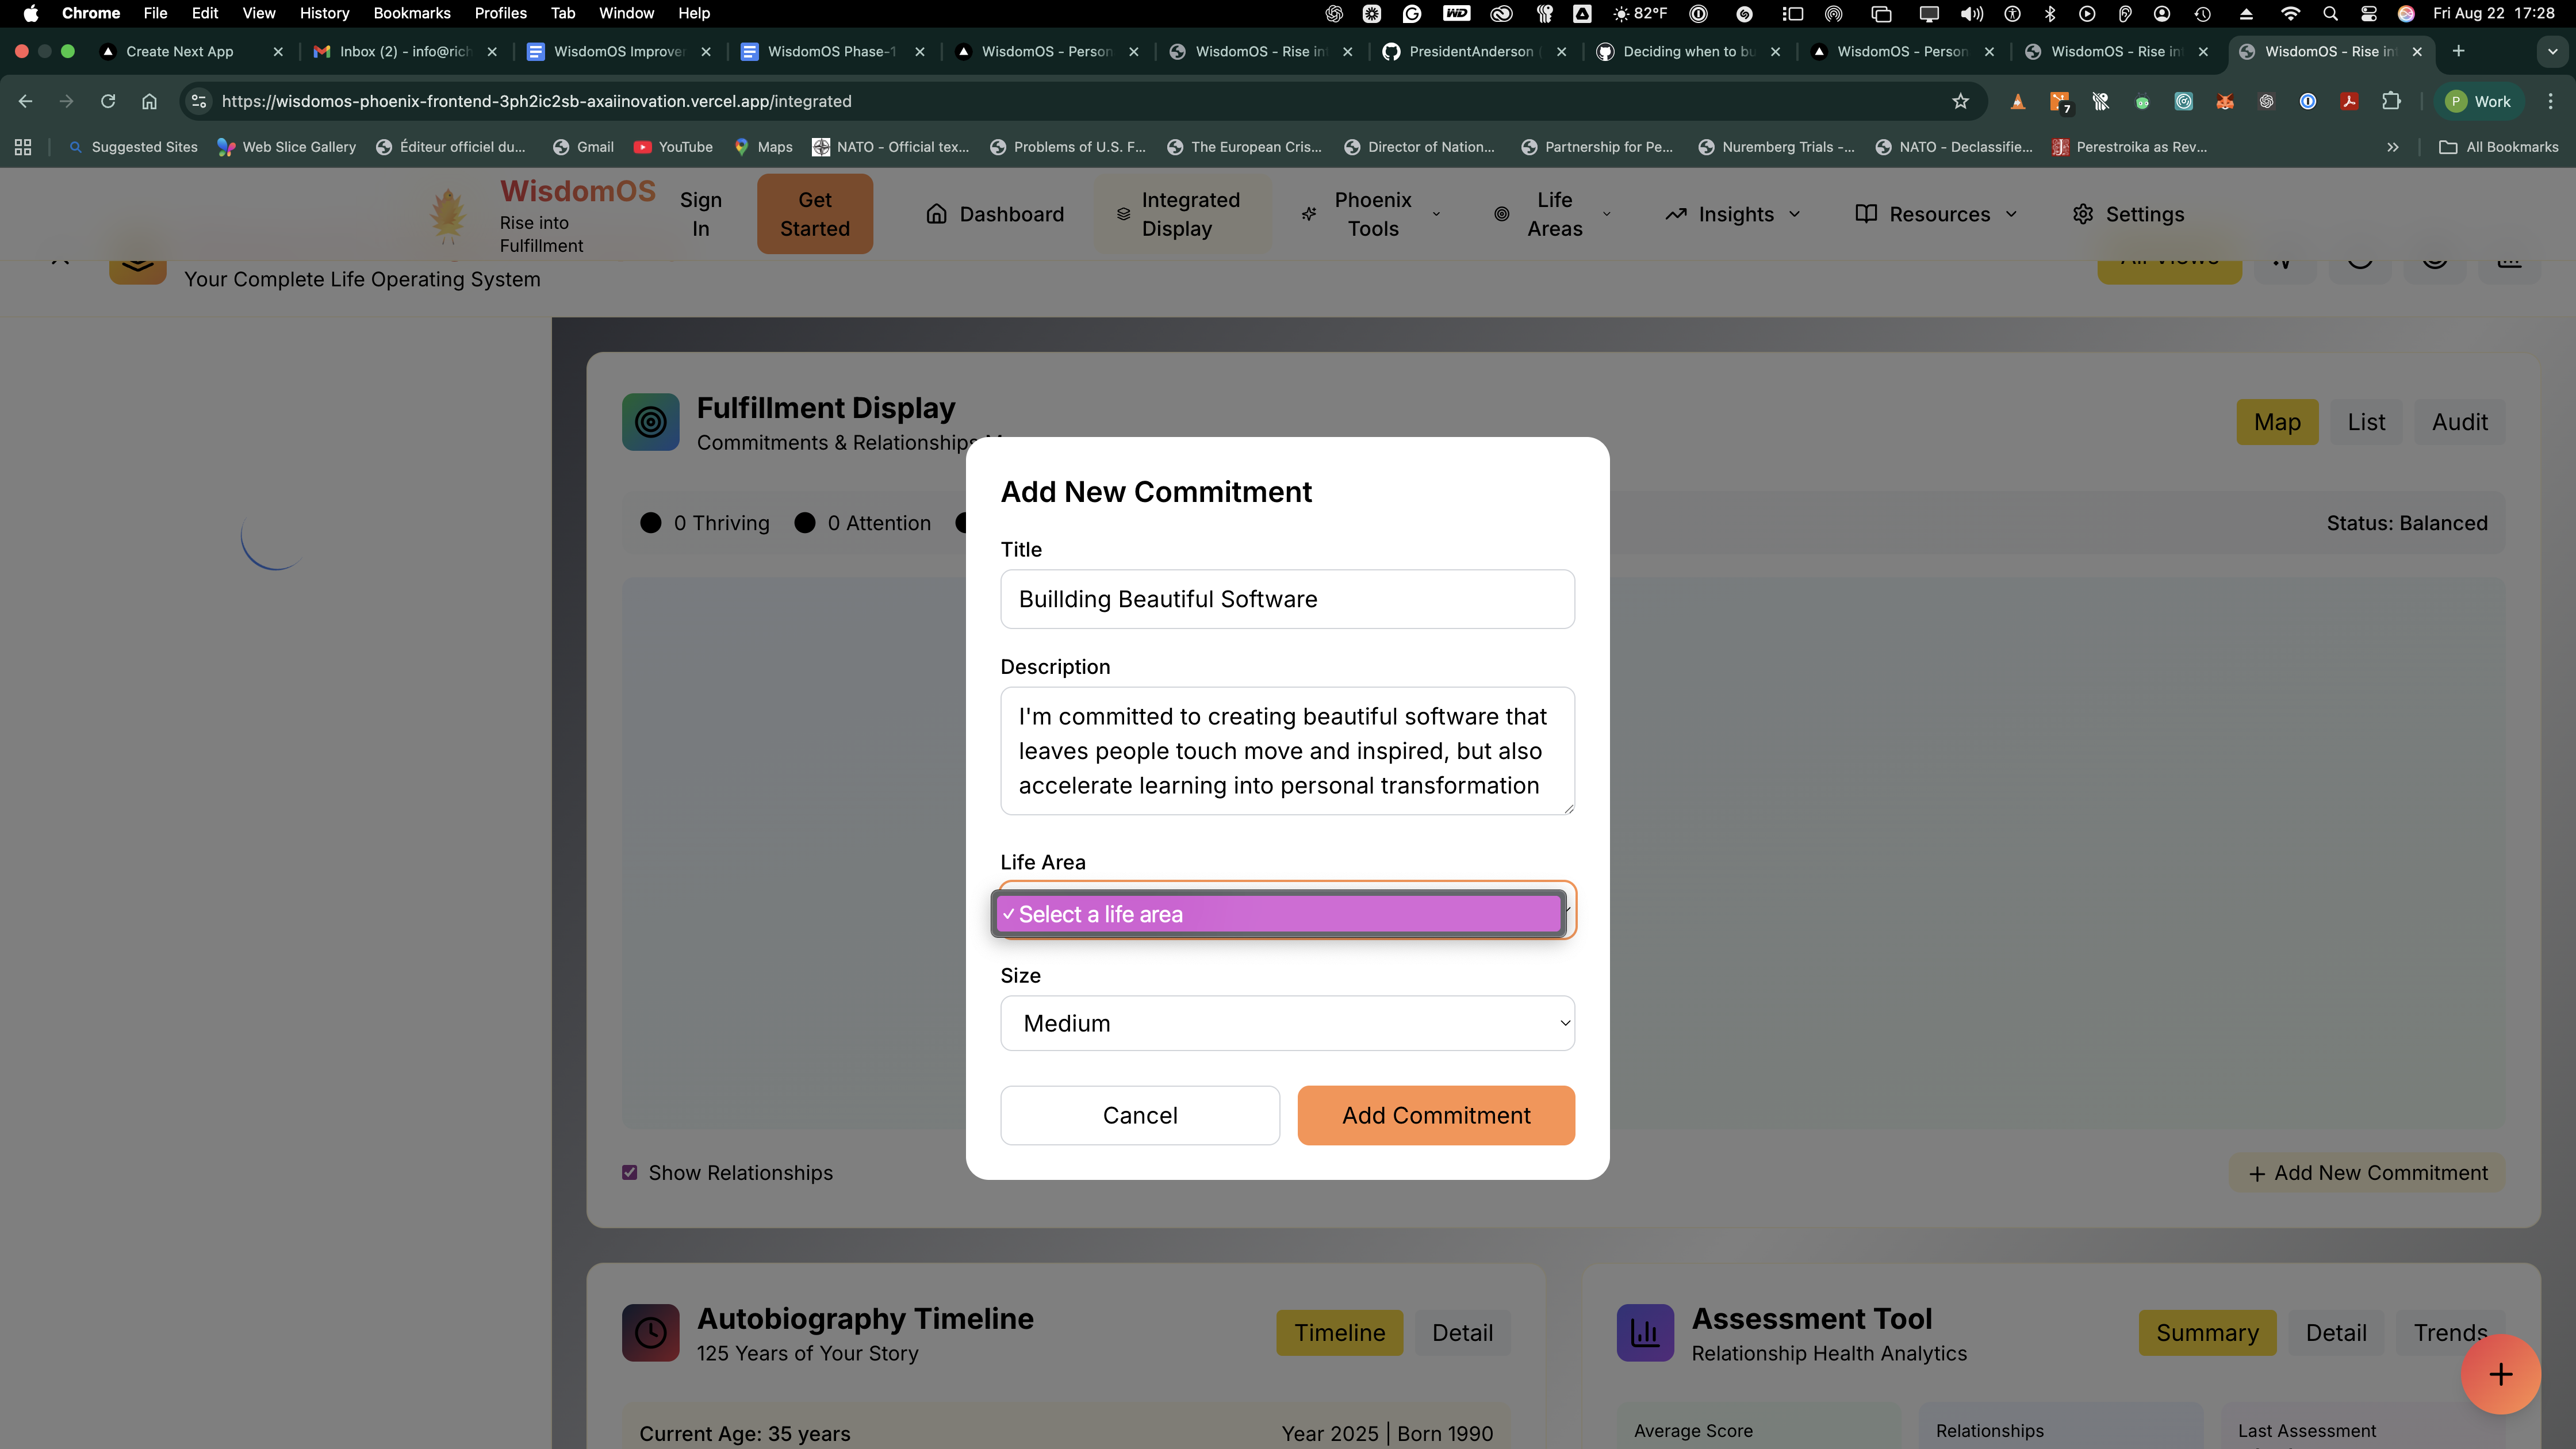 Chrome File Edit View History Bookmarks Profiles Tab Window Help
82°F
Fri Aug 22 17:28
Create Next App
Inbox (2) - info@rich
WisdomOS Improve
WisdomOS Phase-1
WisdomOS - Person
WisdomOS - Rise in
PresidentAnderson
Deciding when to bu
WisdomOS - Person
WisdomOS - Rise in
WisdomOS - Rise in
https://wisdomos-phoenix-frontend-3ph2ic2sb-axaiinovation.vercel.app/integrated
7
P Work
Suggested Sites
Web Slice Gallery
Éditeur officiel du...
Gmail
YouTube
Maps
NATO - Official tex...
Problems of U.S. F...
The European Cris...
Director of Nation...
Partnership for Pe...
Nuremberg Trials -...
NATO - Declassifie...
Perestroika as Rev...
All Bookmarks
WisdomOS
Rise into
Fulfillment
Sign
In
Get
Started
Dashboard
Integrated
Display
Phoenix
Tools
Life
Areas
Insights
Resources
Settings
Your Complete Life Operating System
All Views
Fulfillment Display
Commitments & Relationships
Map List Audit
0 Thriving 0 Attention
Status: Balanced
Add New Commitment
Title
Buillding Beautiful Software
Description
I'm committed to creating beautiful software that
leaves people touch move and inspired, but also
accelerate learning into personal transformation
Life Area
✓ Select a life area
Size
Medium
Cancel
Add Commitment
Show Relationships
+ Add New Commitment
Autobiography Timeline
125 Years of Your Story
Timeline Detail
Current Age: 35 years
Year 2025 | Born 1990
Assessment Tool
Relationship Health Analytics
Summary Detail Trends
Average Score
Relationships
Last Assessment